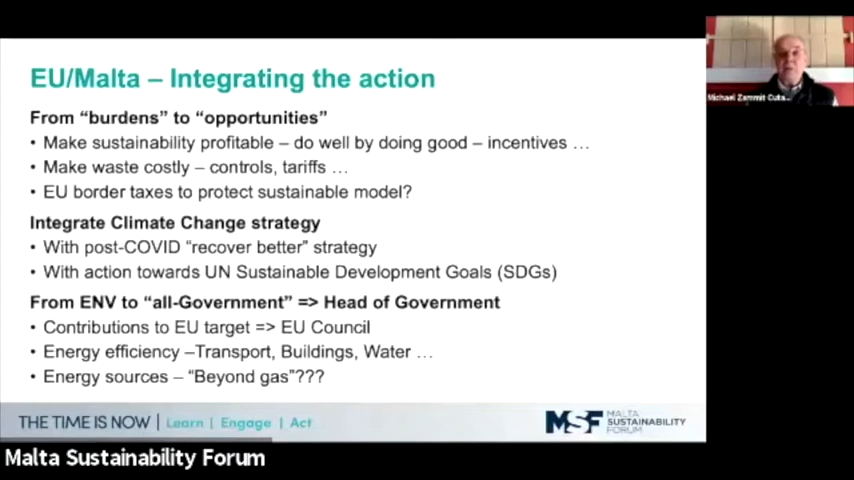 EU/Malta – Integrating the action
From “burdens” to “opportunities”
• Make sustainability profitable – do well by doing good – incentives …
• Make waste costly – controls, tariffs …
• EU border taxes to protect sustainable model?
Integrate Climate Change strategy
• With post-COVID “recover better” strategy
• With action towards UN Sustainable Development Goals (SDGs)
From ENV to “all-Government” => Head of Government
• Contributions to EU target => EU Council
• Energy efficiency –Transport, Buildings, Water …
• Energy sources – “Beyond gas”???
THE TIME IS NOW | Learn | Engage | Act
MSF MALTA
SUSTAINABILITY
FORUM
Michael Zammit Cuta...
Malta Sustainability Forum